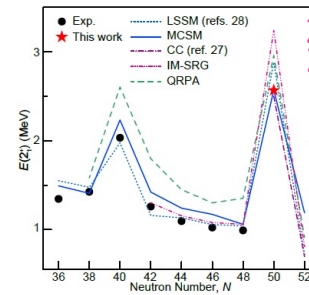 Exp.
This work
LSSM (refs. 28)
MCSM
CC (ref. 27)
IM-SRG
QRPA
E(2⁺₁) (MeV)
3
2
1
36 38 40 42 44 46 48 50 52
Neutron Number, N